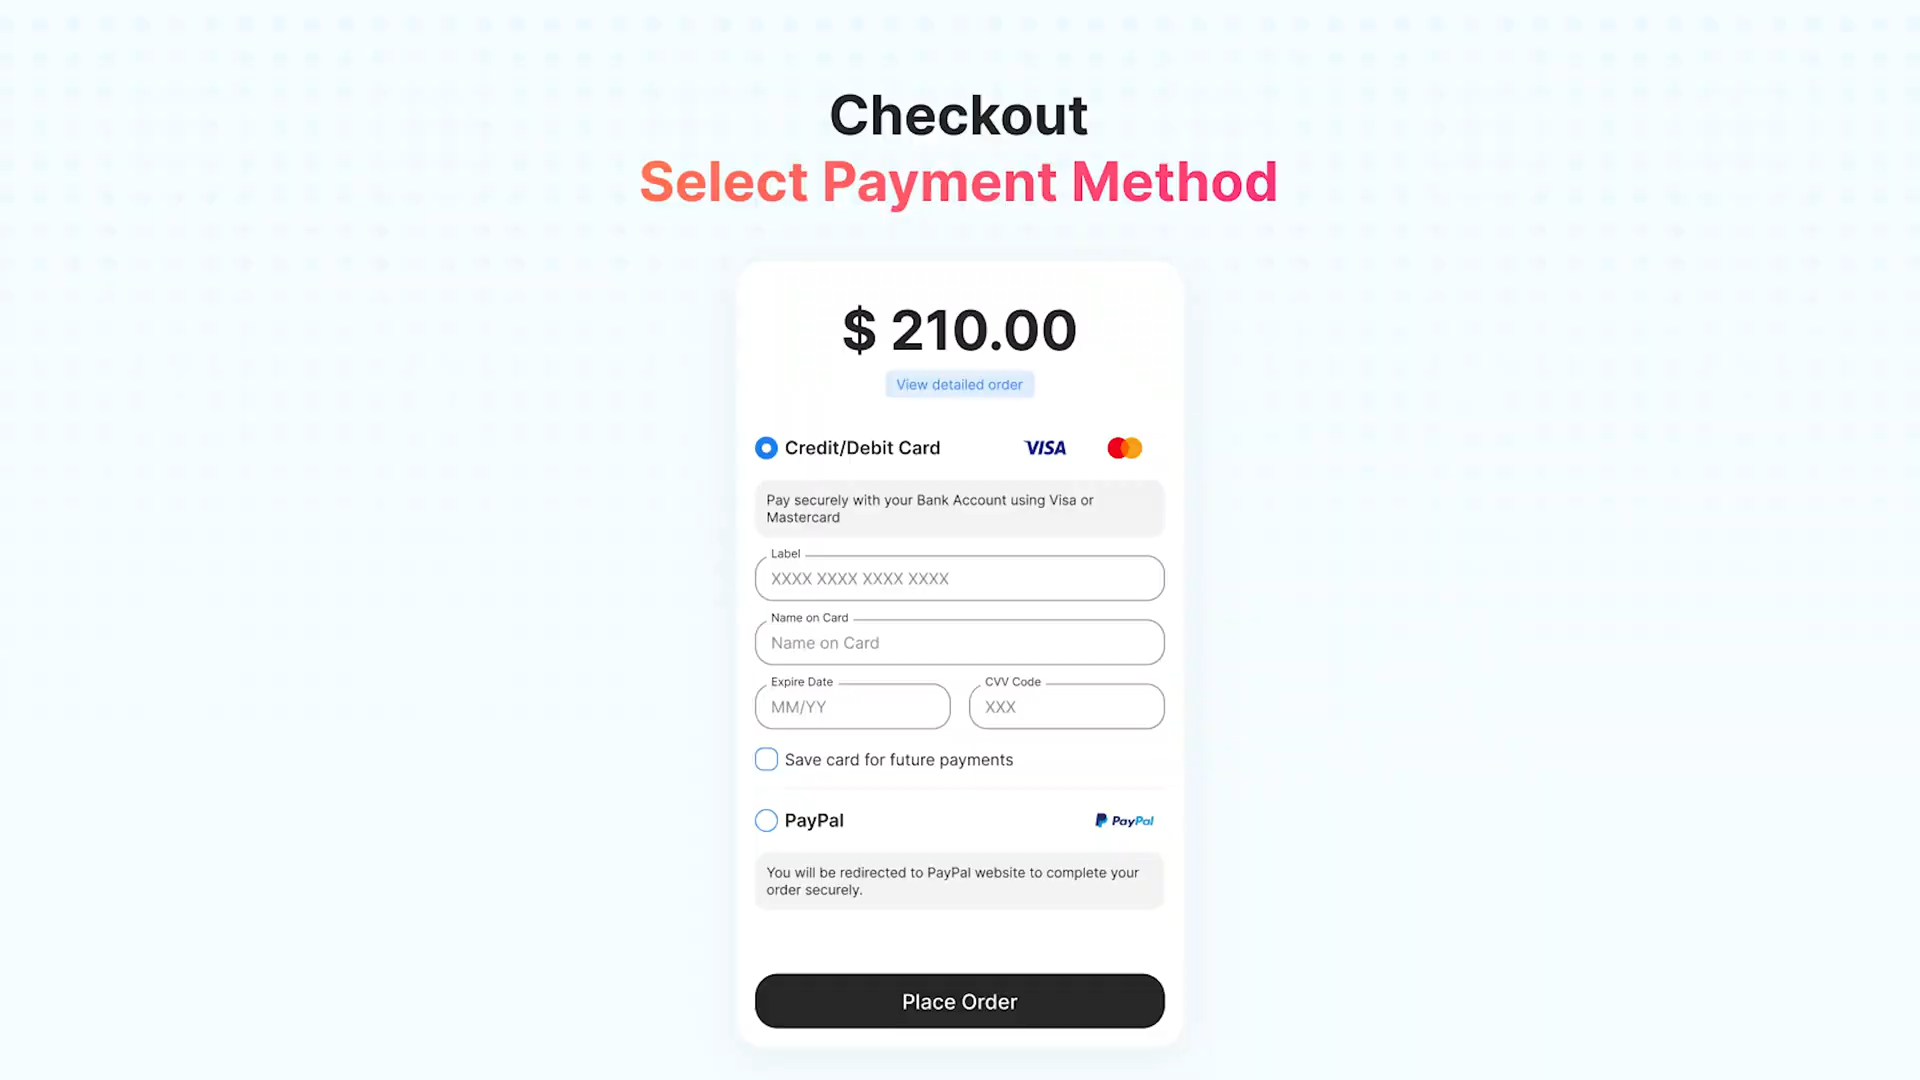 Checkout
Select Payment Method
$ 210.00
View detailed order
Credit/Debit Card VISA
Pay securely with your Bank Account using Visa or
Mastercard
Label
XXXX XXXX XXXX XXXX
Name on Card
Name on Card
Expire Date CVV Code
MM/YY XXX
Save card for future payments
PayPal PayPal
You will be redirected to PayPal website to complete your
order securely.
Place Order